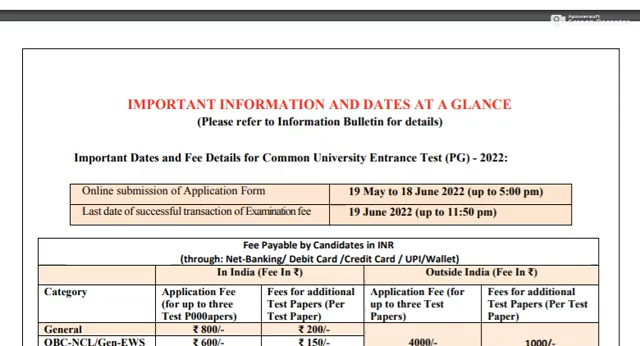 Apowersoft
Screen Recorder
IMPORTANT INFORMATION AND DATES AT A GLANCE
(Please refer to Information Bulletin for details)
Important Dates and Fee Details for Common University Entrance Test (PG) - 2022:
Online submission of Application Form 19 May to 18 June 2022 (up to 5:00 pm)
Last date of successful transaction of Examination fee 19 June 2022 (up to 11:50 pm)
Fee Payable by Candidates in INR
(through: Net-Banking/ Debit Card /Credit Card / UPI/Wallet)
In India (Fee In ₹) Outside India (Fee In ₹)
Category Application Fee Fees for additional Application Fee (for Fees for additional
(for up to three Test Papers (Per up to three Test Test Papers (Per Test
Test P000apers) Test Paper) Papers) Paper)
General ₹ 800/- ₹ 200/-
OBC-NCL/Gen-EWS ₹ 600/- ₹ 150/- 4000/- 1000/-